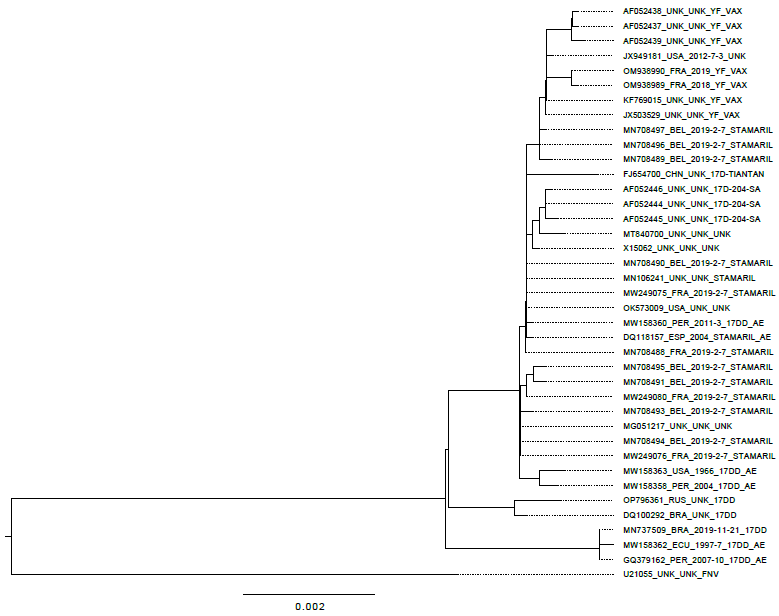 AF052438_UNK_UNK_YF_VAX
AF052437_UNK_UNK_YF_VAX
AF052439_UNK_UNK_YF_VAX
JX949181_USA_2012-7-3_UNK
OM938990_FRA_2019_YF_VAX
OM938989_FRA_2018_YF_VAX
KF769015_UNK_UNK_YF_VAX
JX503529_UNK_UNK_YF_VAX
MN708497_BEL_2019-2-7_STAMARIL
MN708496_BEL_2019-2-7_STAMARIL
MN708489_BEL_2019-2-7_STAMARIL
FJ654700_CHN_UNK_17D-TIANTAN
AF052446_UNK_UNK_17D-204-SA
AF052444_UNK_UNK_17D-204-SA
AF052445_UNK_UNK_17D-204-SA
MT840700_UNK_UNK_UNK
X15062_UNK_UNK_UNK
MN708490_BEL_2019-2-7_STAMARIL
MN106241_UNK_UNK_STAMARIL
MW249075_FRA_2019-2-7_STAMARIL
OK573009_USA_UNK_UNK
MW158360_PER_2011-3_17DD_AE
DQ118157_ESP_2004_STAMARIL_AE
MN708488_FRA_2019-2-7_STAMARIL
MN708495_BEL_2019-2-7_STAMARIL
MN708491_BEL_2019-2-7_STAMARIL
MW249080_FRA_2019-2-7_STAMARIL
MN708493_BEL_2019-2-7_STAMARIL
MG051217_UNK_UNK_UNK
MN708494_BEL_2019-2-7_STAMARIL
MW249076_FRA_2019-2-7_STAMARIL
MW158363_USA_1966_17DD_AE
MW158358_PER_2004_17DD_AE
OP796361_RUS_UNK_17DD
DQ100292_BRA_UNK_17DD
MN737509_BRA_2019-11-21_17DD
MW158362_ECU_1997-7_17DD_AE
GQ379162_PER_2007-10_17DD_AE
U21055_UNK_UNK_FNV
0.002